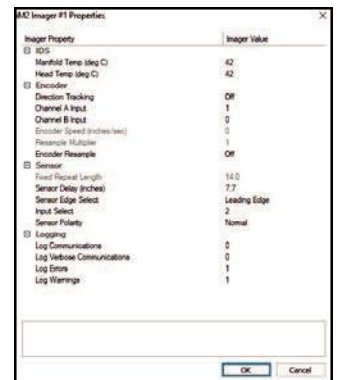 iM2 Imager #1 Properties
Imager Property Imager Value
IDS
Manifold Temp (deg C) 42
Head Temp (deg C) 42
Encoder
Direction Tracking Off
Channel A Input 1
Channel B Input 0
Encoder Speed (inches/sec) 0
Resample Multiplier 1
Encoder Resample Off
Sensor
Fixed Repeat Length 14.0
Sensor Delay (inches) 7.7
Sensor Edge Select Leading Edge
Input Select 2
Sensor Polarity Normal
Logging
Log Communications 0
Log Verbose Communications 0
Log Errors 1
Log Warnings 1
OK Cancel